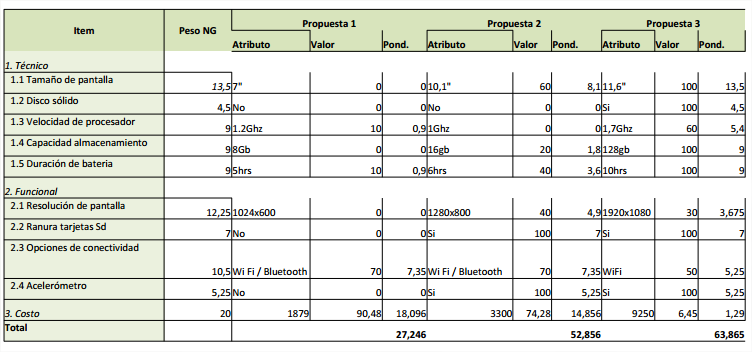 Item Peso NG Propuesta 1 Propuesta 2 Propuesta 3
Atributo Valor Pond. Atributo Valor Pond. Atributo Valor Pond.
1. Técnico
1.1 Tamaño de pantalla 13,5 7" 0 0 10,1" 60 8,1 11,6" 100 13,5
1.2 Disco sólido 4,5 No 0 0 No 0 0 Si 100 4,5
1.3 Velocidad de procesador 9 1.2Ghz 10 0,9 1Ghz 0 0 1,7Ghz 60 5,4
1.4 Capacidad almacenamiento 9 8Gb 0 0 16gb 20 1,8 128gb 100 9
1.5 Duración de bateria 9 5hrs 10 0,9 6hrs 40 3,6 10hrs 100 9
2. Funcional
2.1 Resolución de pantalla 12,25 1024x600 0 0 1280x800 40 4,9 1920x1080 30 3,675
2.2 Ranura tarjetas Sd 7 No 0 0 Si 100 7 Si 100 7
2.3 Opciones de conectividad 10,5 Wi Fi / Bluetooth 70 7,35 Wi Fi / Bluetooth 70 7,35 WiFi 50 5,25
2.4 Acelerómetro 5,25 No 0 0 Si 100 5,25 Si 100 5,25
3. Costo 20 1879 90,48 18,096 3300 74,28 14,856 9250 6,45 1,29
Total 27,246 52,856 63,865